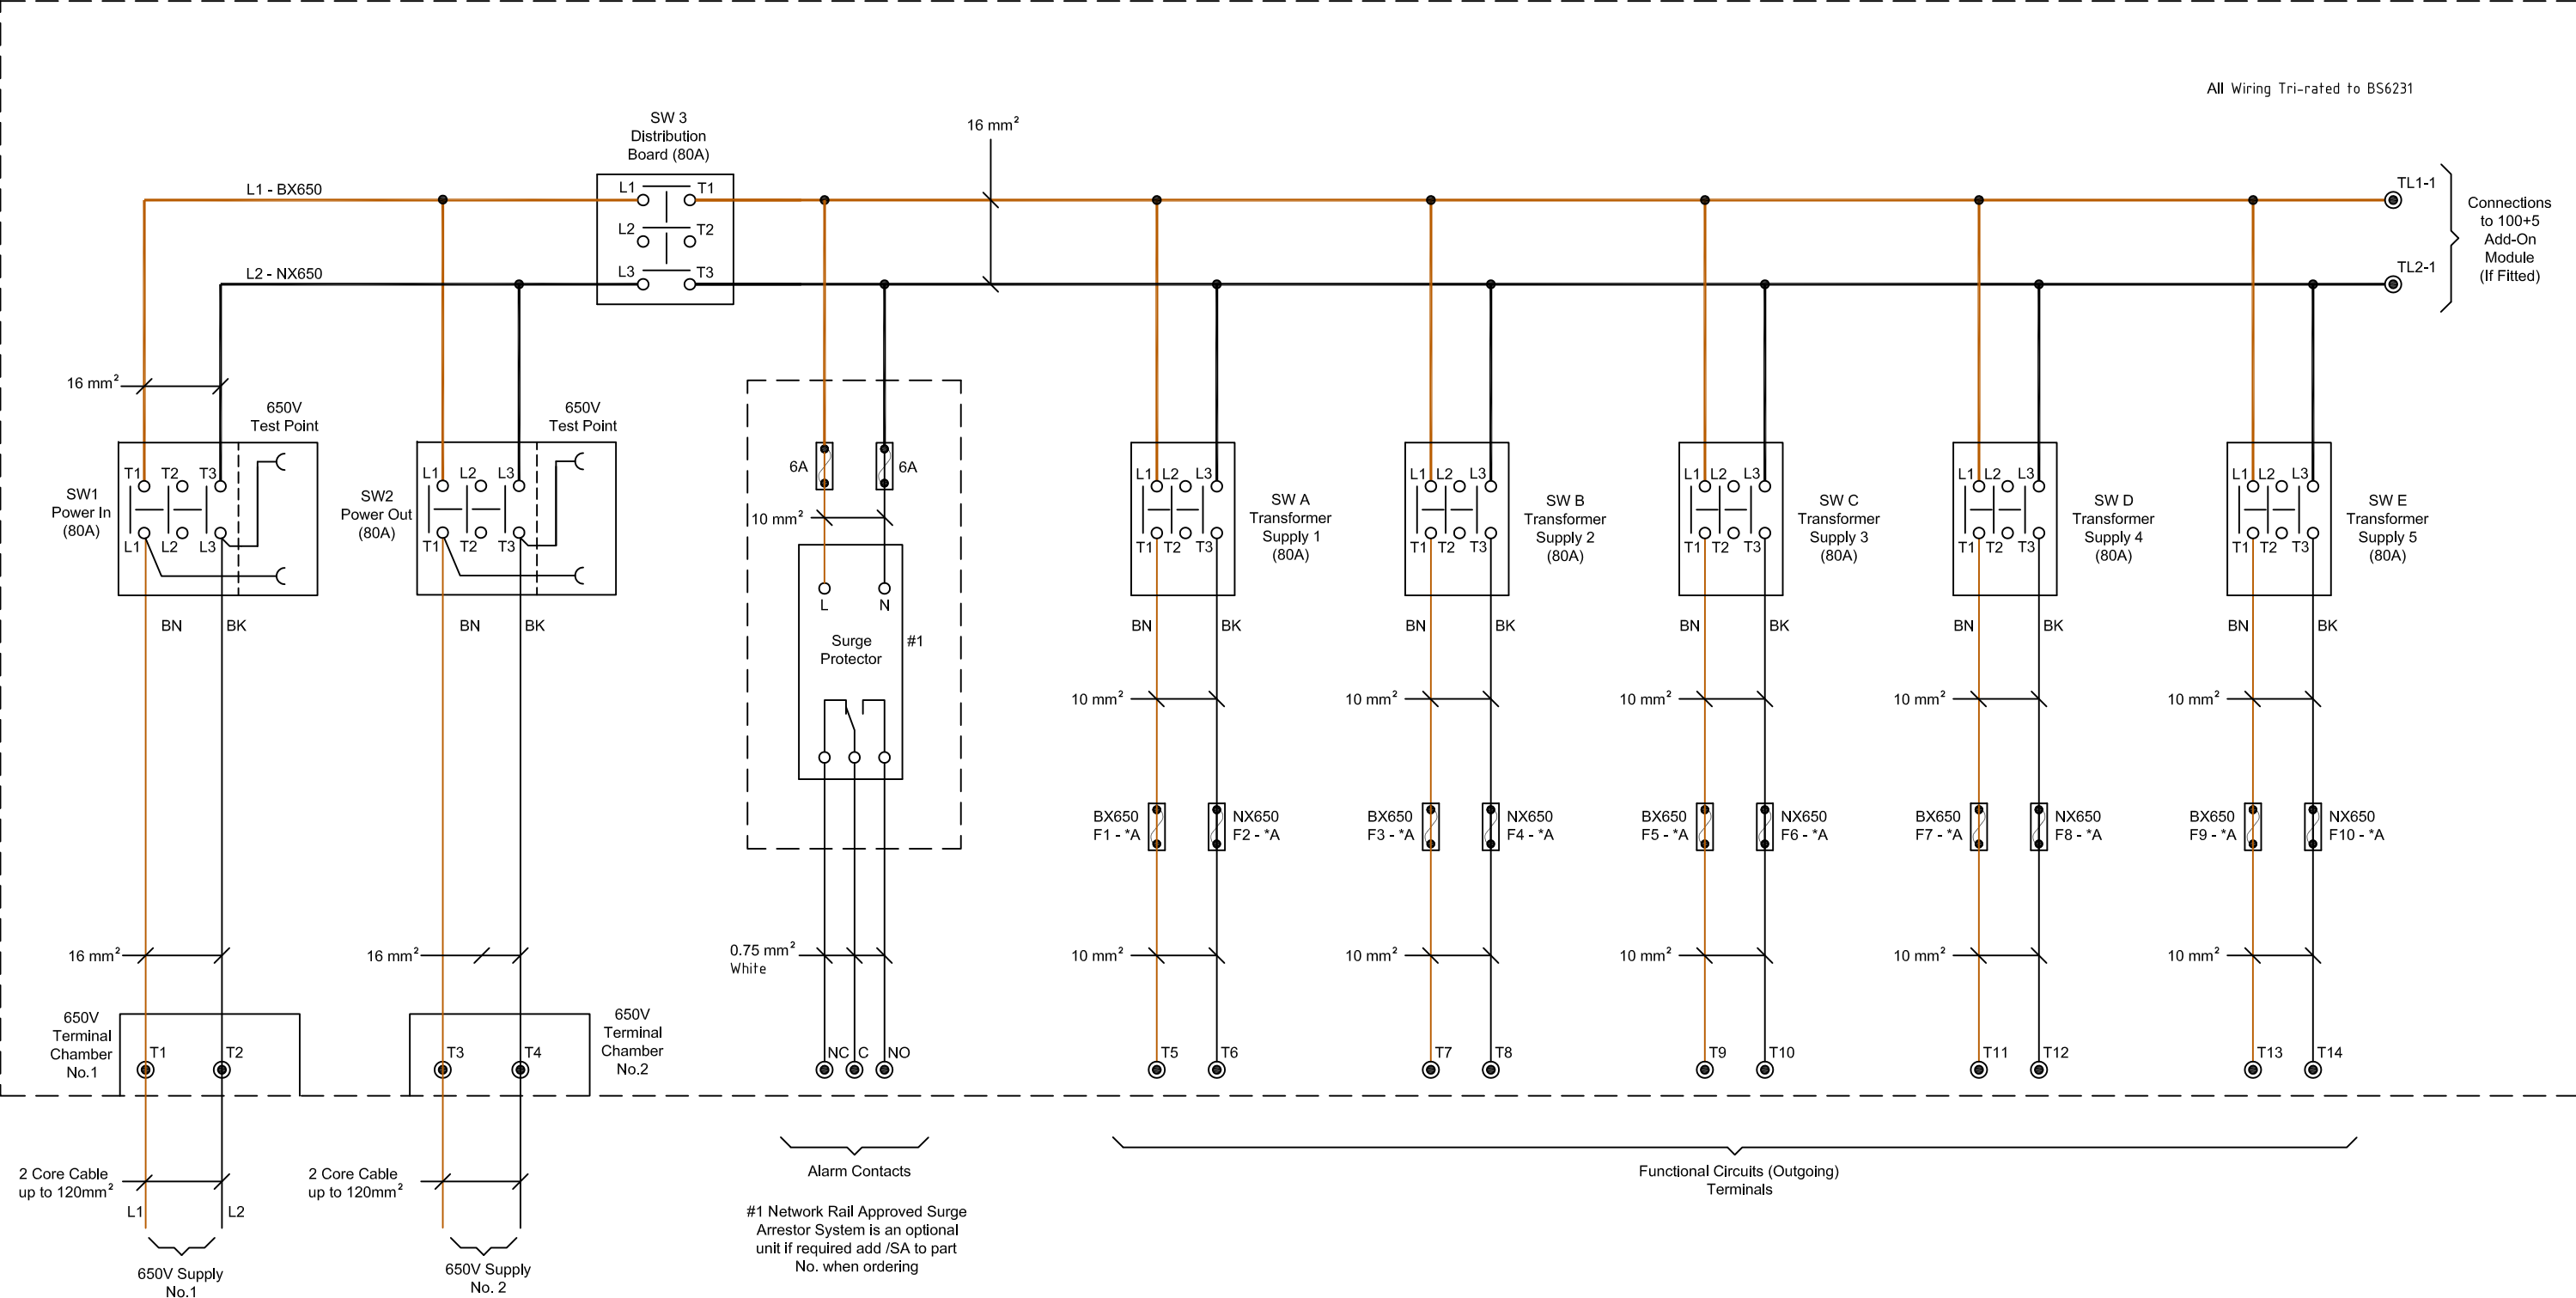 All Wiring Tri-rated to BS6231
SW 3
Distribution
Board (80A)
16 mm²
L1 - BX650
L1
T1
L2
T2
L3
T3
L2 - NX650
TL1-1
TL2-1
Connections
to 100+5
Add-On
Module
(If Fitted)
16 mm²
650V
Test Point
650V
Test Point
SW1
Power In
(80A)
T1
T2
T3
L1
L2
L3
SW2
Power Out
(80A)
L1
L2
L3
T1
T2
T3
6A
6A
10 mm²
L
N
Surge
Protector
#1
L1
L2
L3
T1
T2
T3
SW A
Transformer
Supply 1
(80A)
L1
L2
L3
T1
T2
T3
SW B
Transformer
Supply 2
(80A)
L1
L2
L3
T1
T2
T3
SW C
Transformer
Supply 3
(80A)
L1
L2
L3
T1
T2
T3
SW D
Transformer
Supply 4
(80A)
L1
L2
L3
T1
T2
T3
SW E
Transformer
Supply 5
(80A)
BN
BK
BN
BK
BN
BK
BN
BK
BN
BK
BN
BK
BN
BK
10 mm²
10 mm²
10 mm²
10 mm²
10 mm²
BX650
F1 - *A
NX650
F2 - *A
BX650
F3 - *A
NX650
F4 - *A
BX650
F5 - *A
NX650
F6 - *A
BX650
F7 - *A
NX650
F8 - *A
BX650
F9 - *A
NX650
F10 - *A
16 mm²
16 mm²
0.75 mm²
White
10 mm²
10 mm²
10 mm²
10 mm²
10 mm²
650V
Terminal
Chamber
No.1
T1
T2
T3
T4
650V
Terminal
Chamber
No.2
NC
C
NO
T5
T6
T7
T8
T9
T10
T11
T12
T13
T14
2 Core Cable
up to 120mm²
L1
L2
2 Core Cable
up to 120mm²
650V Supply
No.1
650V Supply
No. 2
Alarm Contacts
#1 Network Rail Approved Surge
Arrestor System is an optional
unit if required add /SA to part
No. when ordering
Functional Circuits (Outgoing)
Terminals